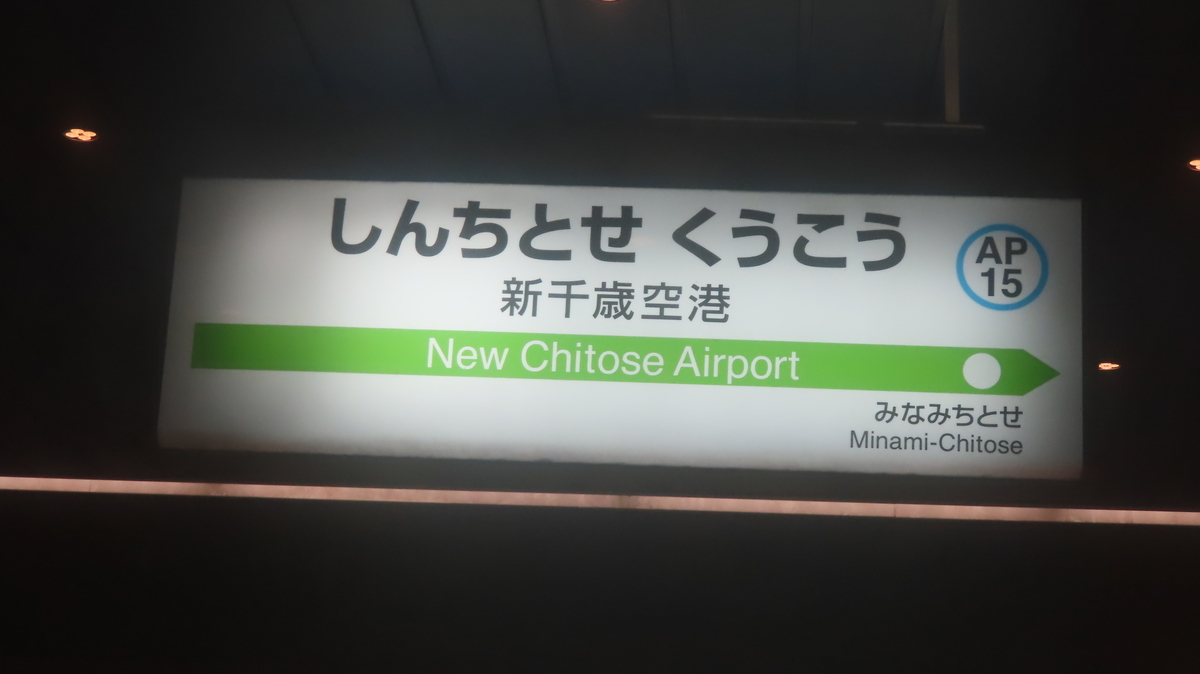 しんちとせ くうこう
AP
15
新千歳空港
New Chitose Airport
みなみちとせ
Minami-Chitose